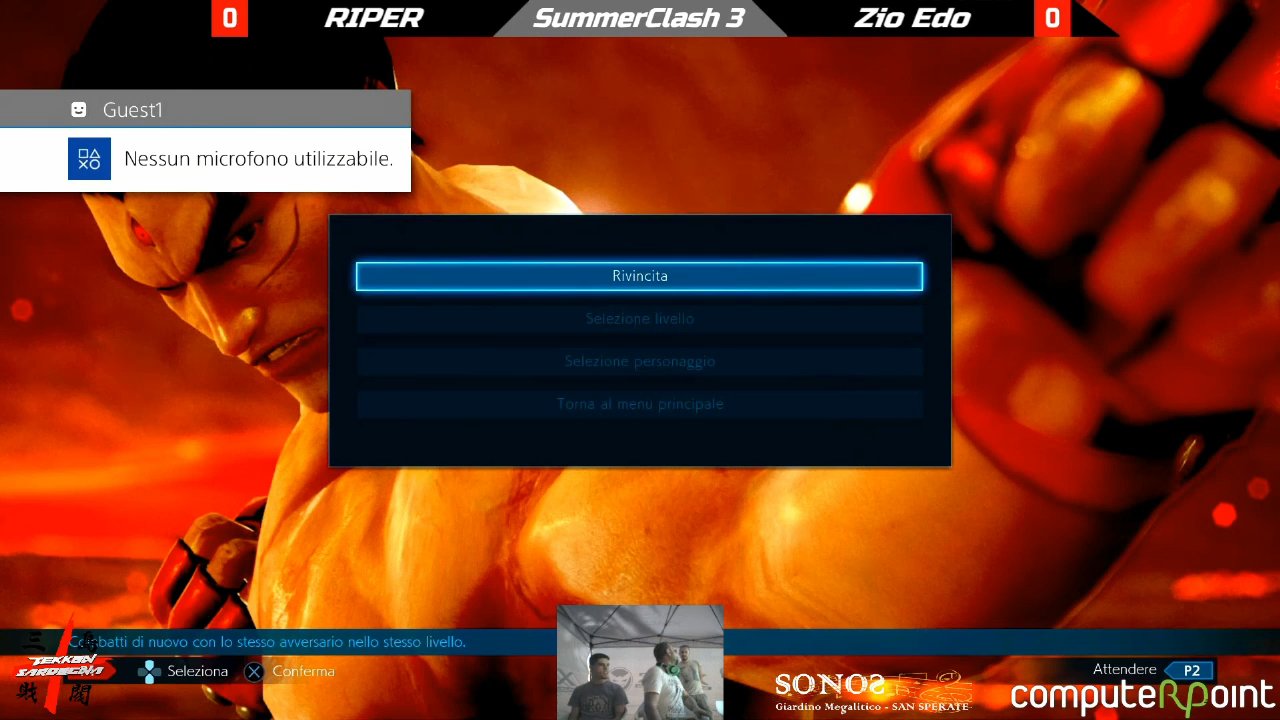 0 RIPER SummerClash 3 Zio Edo 0
Guest1
Nessun microfono utilizzabile.
Rivincita
Selezione livello
Selezione personaggio
Torna al menu principale
Combatti di nuovo con lo stesso avversario nello stesso livello.
Seleziona Conferma
Attendere P2
TEKKEN
SARDEGNA
SONOS
Giardino Megalitico - SAN SPERATE
computeRpoint